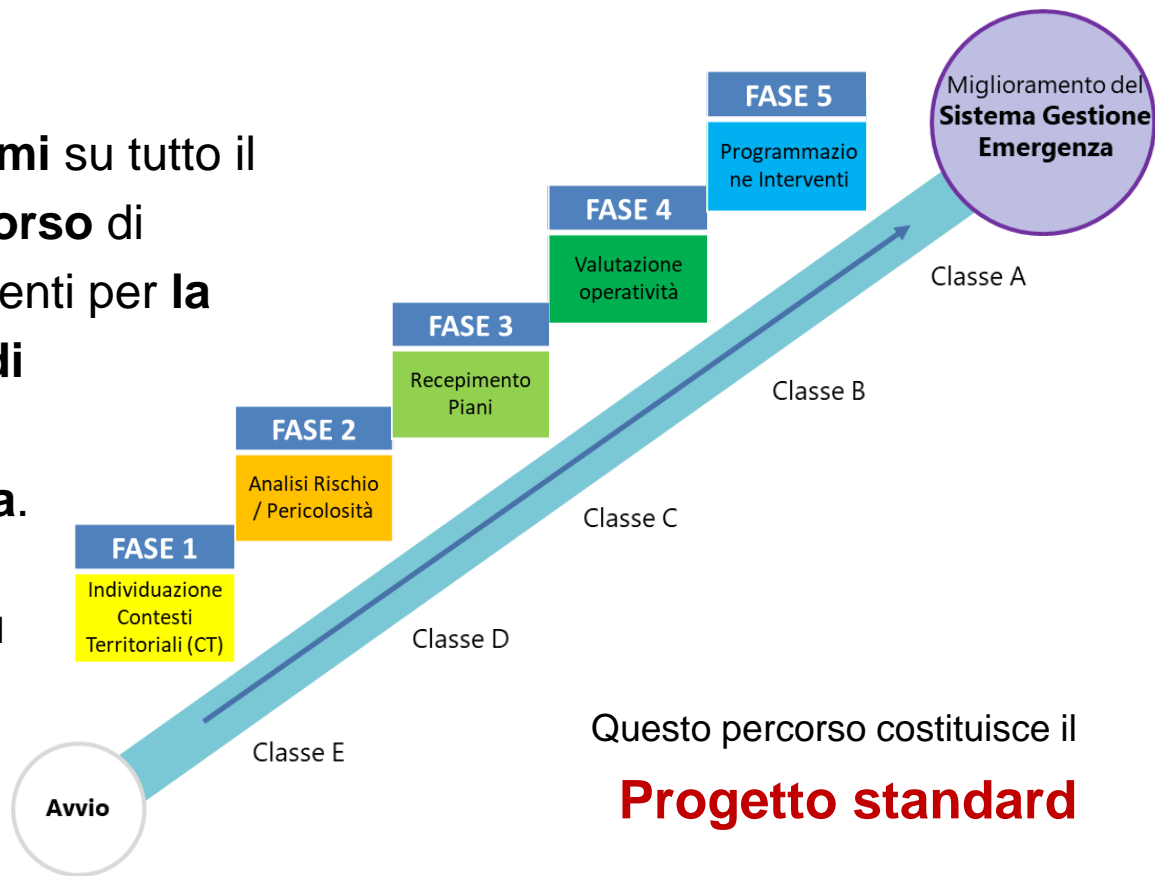 mi su tutto il
orso di
enti per la
di
a.
FASE 1
Individuazione
Contesti
Territoriali (CT)
FASE 2
Analisi Rischio
/ Pericolosità
FASE 3
Recepimento
Piani
FASE 4
Valutazione
operatività
FASE 5
Programmazio
ne Interventi
Miglioramento del
Sistema Gestione
Emergenza
Classe A
Classe B
Classe C
Classe D
Classe E
Avvio
Questo percorso costituisce il
Progetto standard